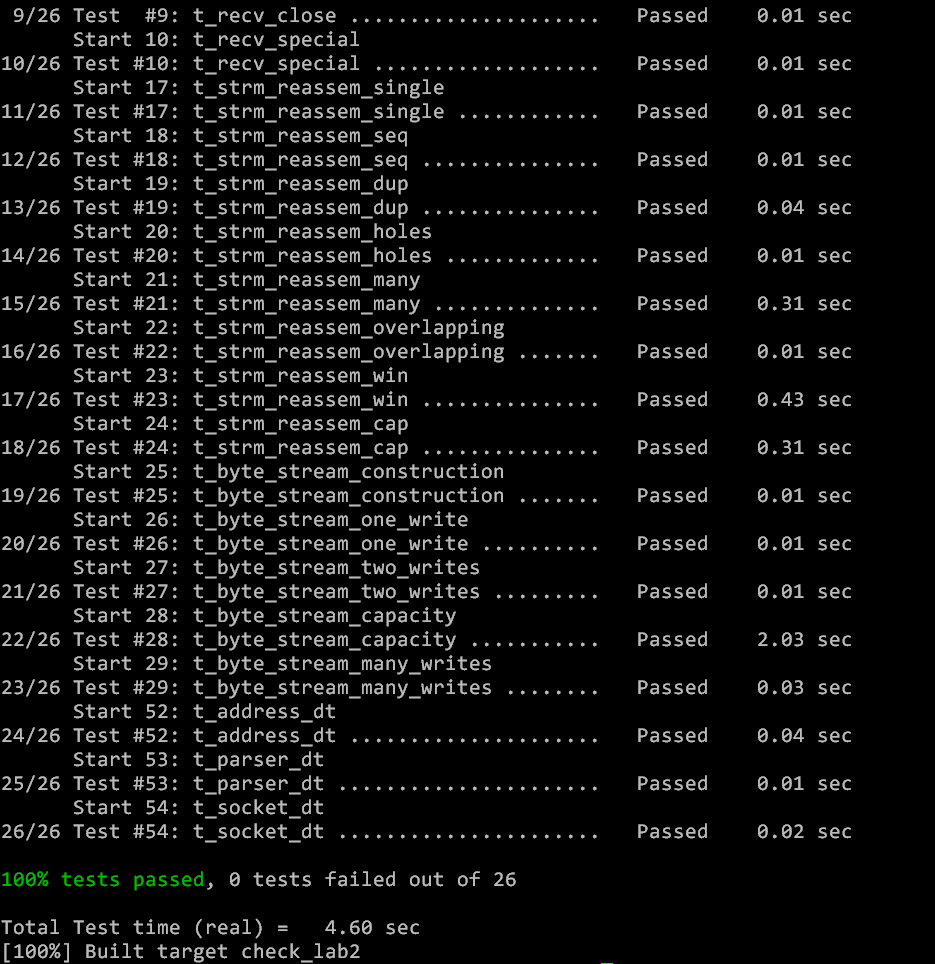 9/26 Test  #9: t_recv_close .....................   Passed    0.01 sec
      Start 10: t_recv_special
10/26 Test #10: t_recv_special ...................   Passed    0.01 sec
      Start 17: t_strm_reassem_single
11/26 Test #17: t_strm_reassem_single ............   Passed    0.01 sec
      Start 18: t_strm_reassem_seq
12/26 Test #18: t_strm_reassem_seq ...............   Passed    0.01 sec
      Start 19: t_strm_reassem_dup
13/26 Test #19: t_strm_reassem_dup ...............   Passed    0.04 sec
      Start 20: t_strm_reassem_holes
14/26 Test #20: t_strm_reassem_holes .............   Passed    0.01 sec
      Start 21: t_strm_reassem_many
15/26 Test #21: t_strm_reassem_many ..............   Passed    0.31 sec
      Start 22: t_strm_reassem_overlapping
16/26 Test #22: t_strm_reassem_overlapping .......   Passed    0.01 sec
      Start 23: t_strm_reassem_win
17/26 Test #23: t_strm_reassem_win ...............   Passed    0.43 sec
      Start 24: t_strm_reassem_cap
18/26 Test #24: t_strm_reassem_cap ...............   Passed    0.31 sec
      Start 25: t_byte_stream_construction
19/26 Test #25: t_byte_stream_construction .......   Passed    0.01 sec
      Start 26: t_byte_stream_one_write
20/26 Test #26: t_byte_stream_one_write ..........   Passed    0.01 sec
      Start 27: t_byte_stream_two_writes
21/26 Test #27: t_byte_stream_two_writes .........   Passed    0.01 sec
      Start 28: t_byte_stream_capacity
22/26 Test #28: t_byte_stream_capacity ...........   Passed    2.03 sec
      Start 29: t_byte_stream_many_writes
23/26 Test #29: t_byte_stream_many_writes ........   Passed    0.03 sec
      Start 52: t_address_dt
24/26 Test #52: t_address_dt .....................   Passed    0.04 sec
      Start 53: t_parser_dt
25/26 Test #53: t_parser_dt ......................   Passed    0.01 sec
      Start 54: t_socket_dt
26/26 Test #54: t_socket_dt ......................   Passed    0.02 sec

100% tests passed, 0 tests failed out of 26

Total Test time (real) =   4.60 sec
[100%] Built target check_lab2